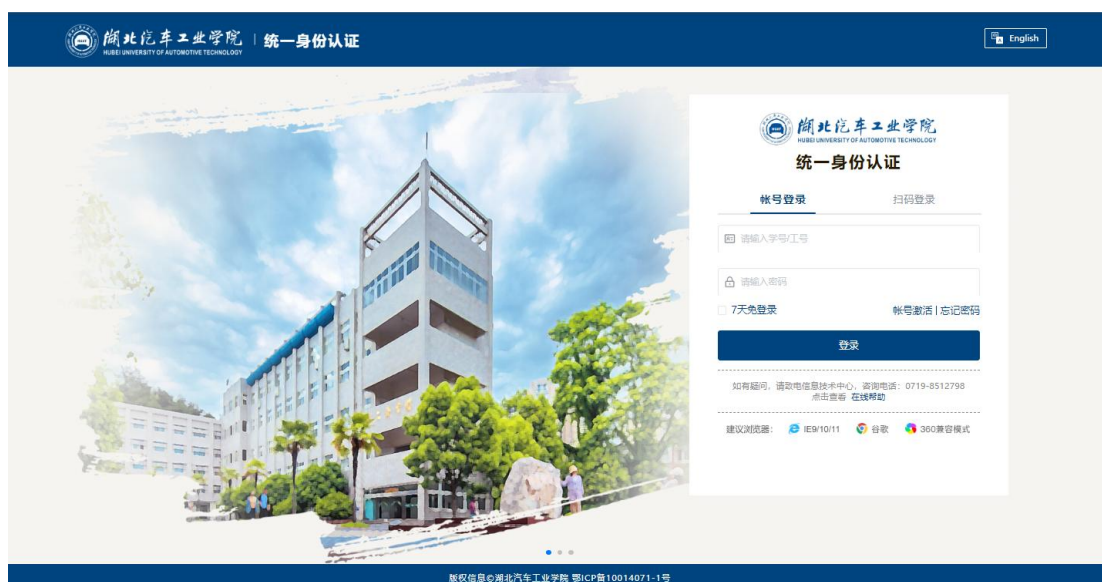 湖北汽车工业学院
HUBEI UNIVERSITY OF AUTOMOTIVE TECHNOLOGY
统一身份认证
English
湖北汽车工业学院
HUBEI UNIVERSITY OF AUTOMOTIVE TECHNOLOGY
统一身份认证
帐号登录 扫码登录
请输入学号/工号
请输入密码
7天免登录 帐号激活 | 忘记密码
登录
如有疑问，请致电信息技术中心，咨询电话：0719-8512798
点击查看 在线帮助
建议浏览器： IE9/10/11 谷歌 360兼容模式
版权信息©湖北汽车工业学院 鄂ICP备10014071-1号